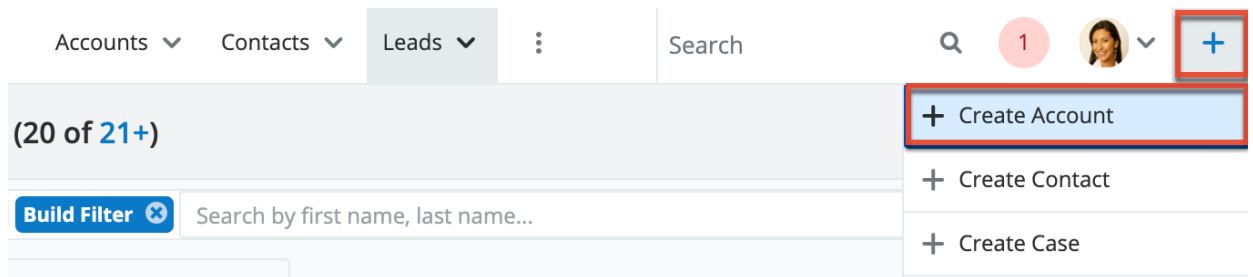 Accounts Contacts Leads Search 1
(20 of 21+)
Create Account
Create Contact
Build Filter Search by first name, last name...
Create Case